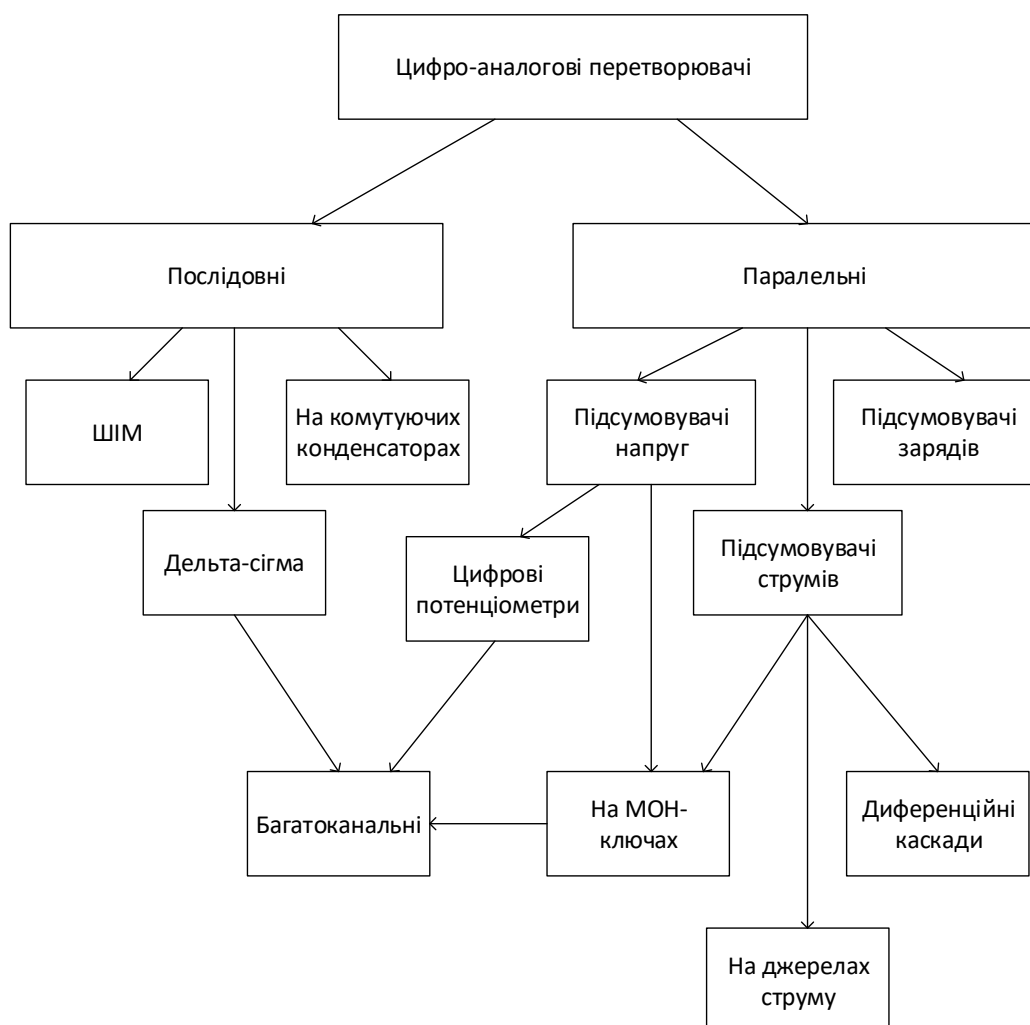 Цифро-аналогові перетворювачі
Послідовні
Паралельні
ШІМ
На комутуючих
конденсаторах
Підсумовувачі
напруг
Підсумовувачі
зарядів
Дельта-сігма
Цифрові
потенціометри
Підсумовувачі
струмів
Багатоканальні
На МОН-
ключах
Диференційні
каскади
На джерелах
струму